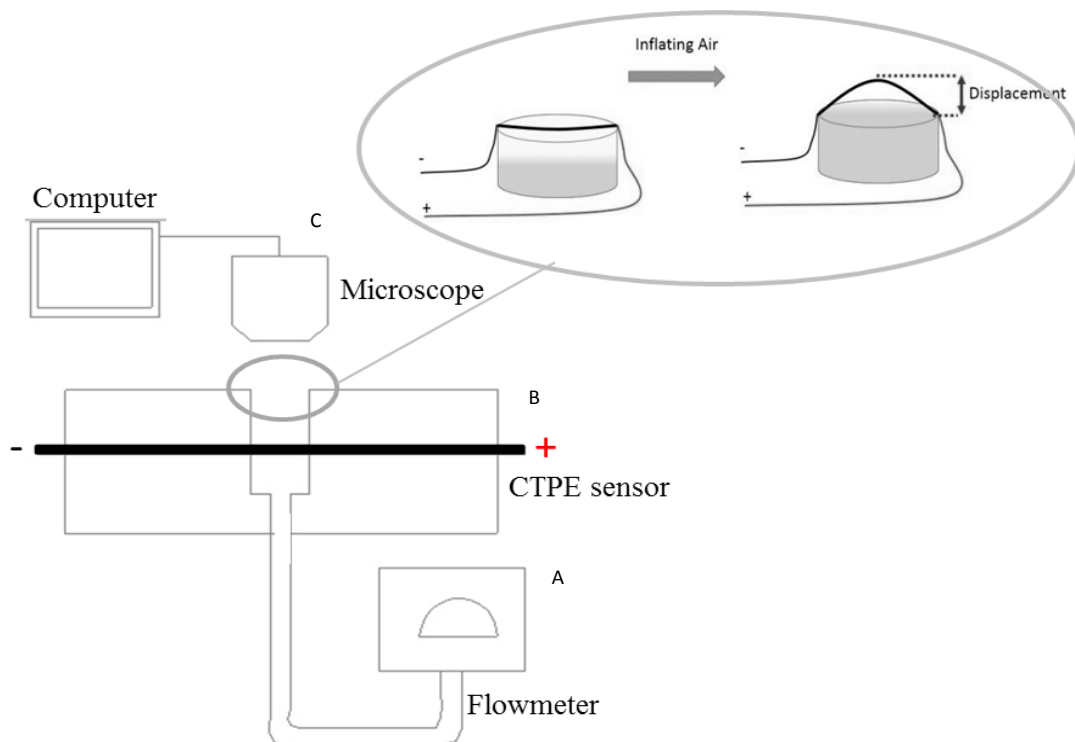 Inflating Air
Displacement
-
+
-
+
Computer
C
Microscope
B
-
+
CTPE sensor
A
Flowmeter